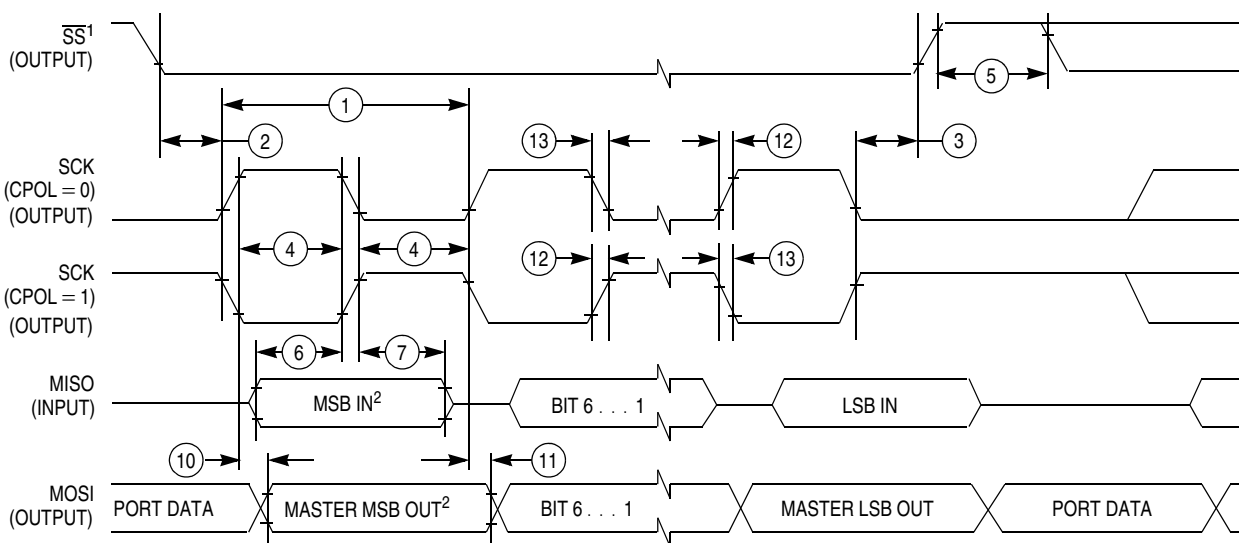 SS¹
(OUTPUT)
5
1
2
13
12
3
SCK
(CPOL = 0)
(OUTPUT)
4
4
SCK
(CPOL = 1)
(OUTPUT)
12
13
6
7
MISO
(INPUT)
MSB IN²
BIT 6 . . . 1
LSB IN
10
11
MOSI
(OUTPUT)
PORT DATA
MASTER MSB OUT²
BIT 6 . . . 1
MASTER LSB OUT
PORT DATA